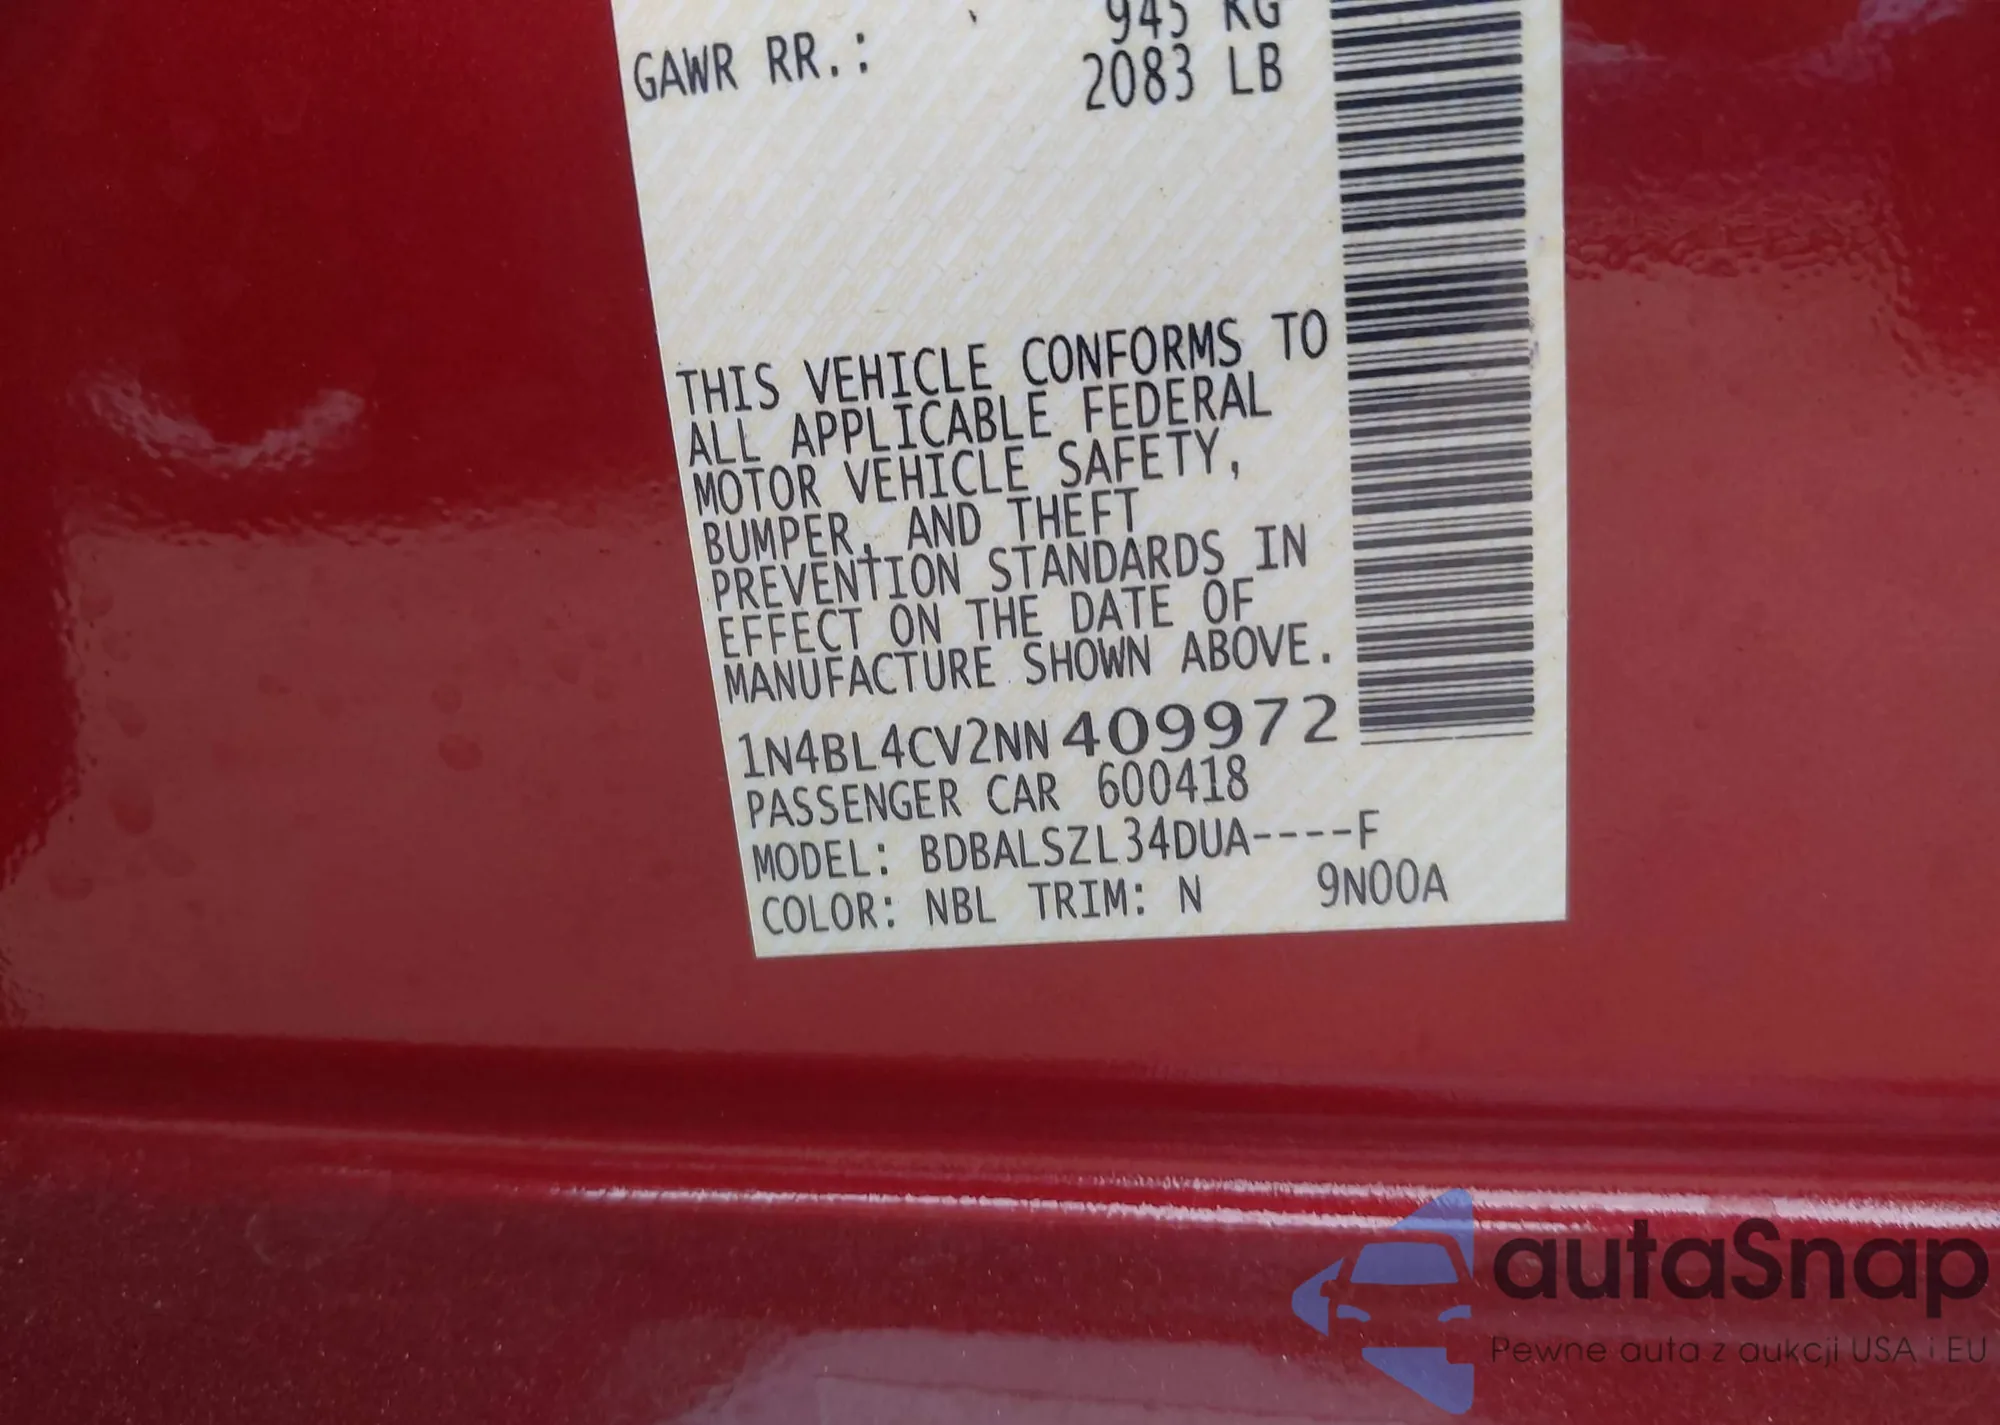 945 KG
GAWR RR.: 2083 LB
THIS VEHICLE CONFORMS TO
ALL APPLICABLE FEDERAL
MOTOR VEHICLE SAFETY,
BUMPER, AND THEFT
PREVENTION STANDARDS IN
EFFECT ON THE DATE OF
MANUFACTURE SHOWN ABOVE.
1N4BL4CV2NN409972
PASSENGER CAR 600418
MODEL: BDBALSZL34DUA----F
COLOR: NBL TRIM: N 9N00A
autaSnap
Pewne auta z aukcji USA i EU